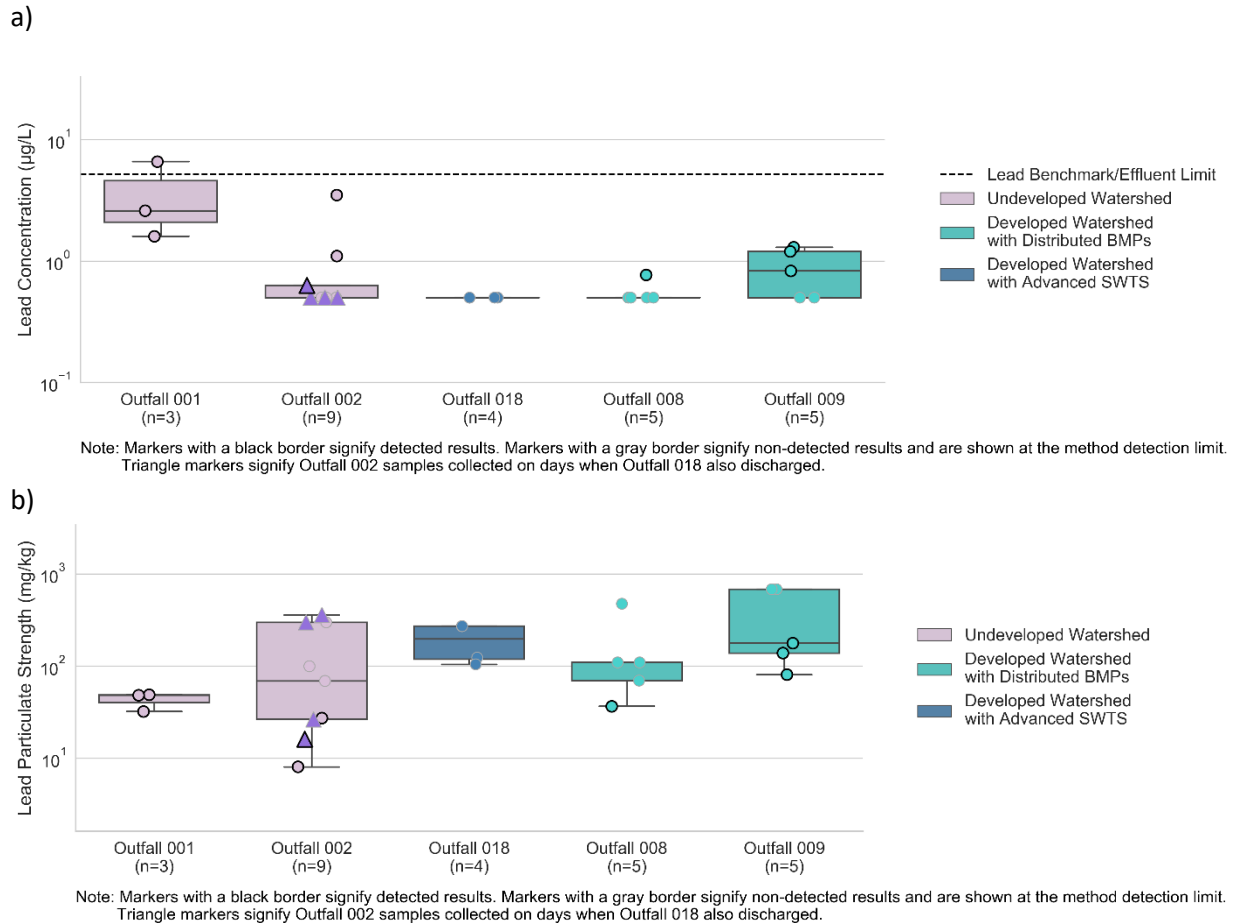 a)
Lead Concentration (µg/L)
10¹
10⁰
10⁻¹
Lead Benchmark/Effluent Limit
Undeveloped Watershed
Developed Watershed
with Distributed BMPs
Developed Watershed
with Advanced SWTS
Outfall 001
(n=3)
Outfall 002
(n=9)
Outfall 018
(n=4)
Outfall 008
(n=5)
Outfall 009
(n=5)
Note: Markers with a black border signify detected results. Markers with a gray border signify non-detected results and are shown at the method detection limit.
Triangle markers signify Outfall 002 samples collected on days when Outfall 018 also discharged.
b)
Lead Particulate Strength (mg/kg)
10³
10²
10¹
Undeveloped Watershed
Developed Watershed
with Distributed BMPs
Developed Watershed
with Advanced SWTS
Outfall 001
(n=3)
Outfall 002
(n=9)
Outfall 018
(n=4)
Outfall 008
(n=5)
Outfall 009
(n=5)
Note: Markers with a black border signify detected results. Markers with a gray border signify non-detected results and are shown at the method detection limit.
Triangle markers signify Outfall 002 samples collected on days when Outfall 018 also discharged.